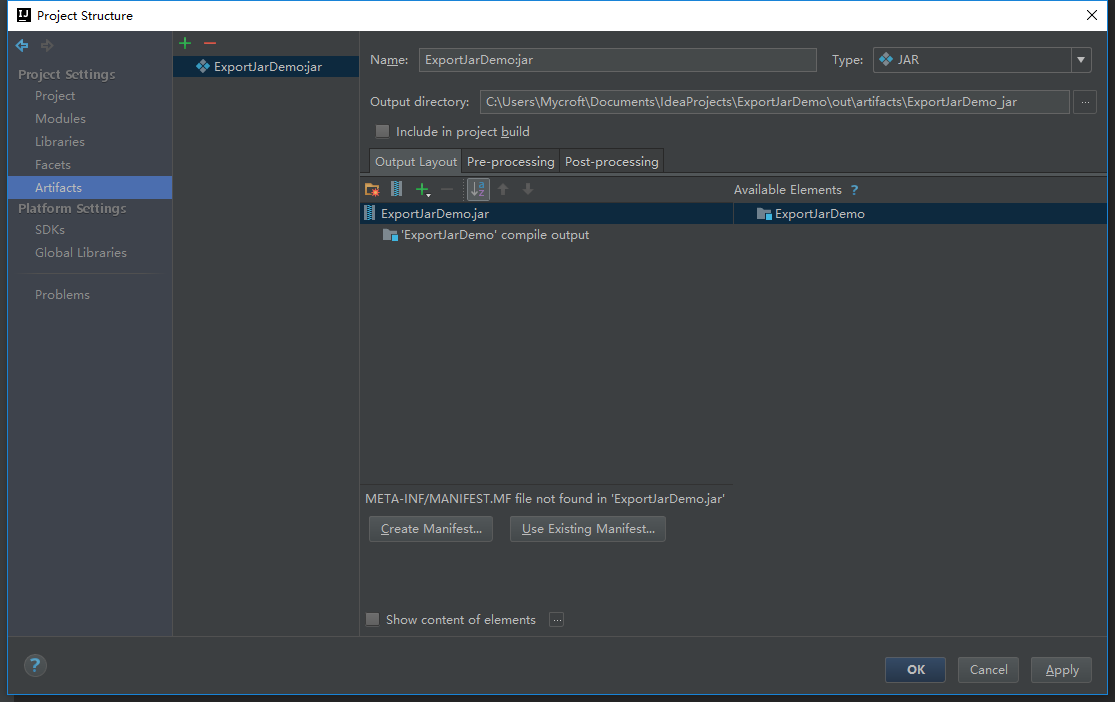 Project Structure
Project Settings
Project
Modules
Libraries
Facets
Artifacts
Platform Settings
SDKs
Global Libraries
Problems
ExportJarDemo:jar
Name: ExportJarDemo:jar Type: JAR
Output directory: C:\Users\Mycroft\Documents\IdeaProjects\ExportJarDemo\out\artifacts\ExportJarDemo_jar ...
Include in project build
Output Layout Pre-processing Post-processing
Available Elements ?
ExportJarDemo.jar ExportJarDemo
'ExportJarDemo' compile output
META-INF/MANIFEST.MF file not found in 'ExportJarDemo.jar'
Create Manifest... Use Existing Manifest...
Show content of elements ...
? OK Cancel Apply